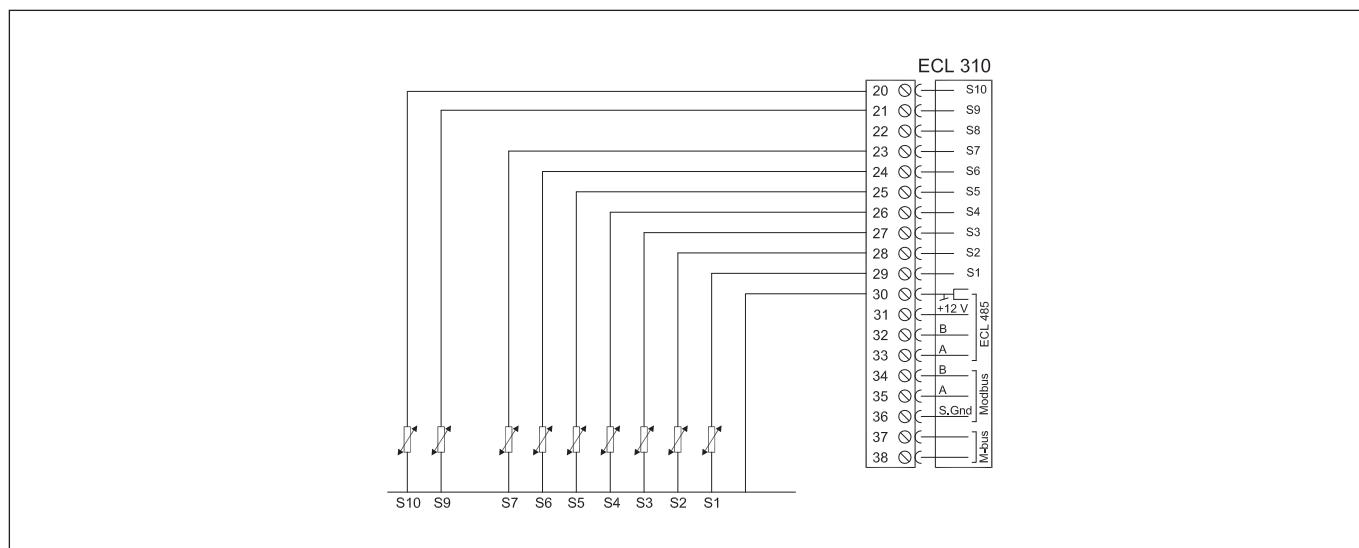 ECL 310
20 S10
21 S9
22 S8
23 S7
24 S6
25 S5
26 S4
27 S3
28 S2
29 S1
30
31 +12 V
32 B
33 A
ECL 485
34 B
35 A
36 S.Gnd
Modbus
37
38
M-bus
S10 S9 S7 S6 S5 S4 S3 S2 S1